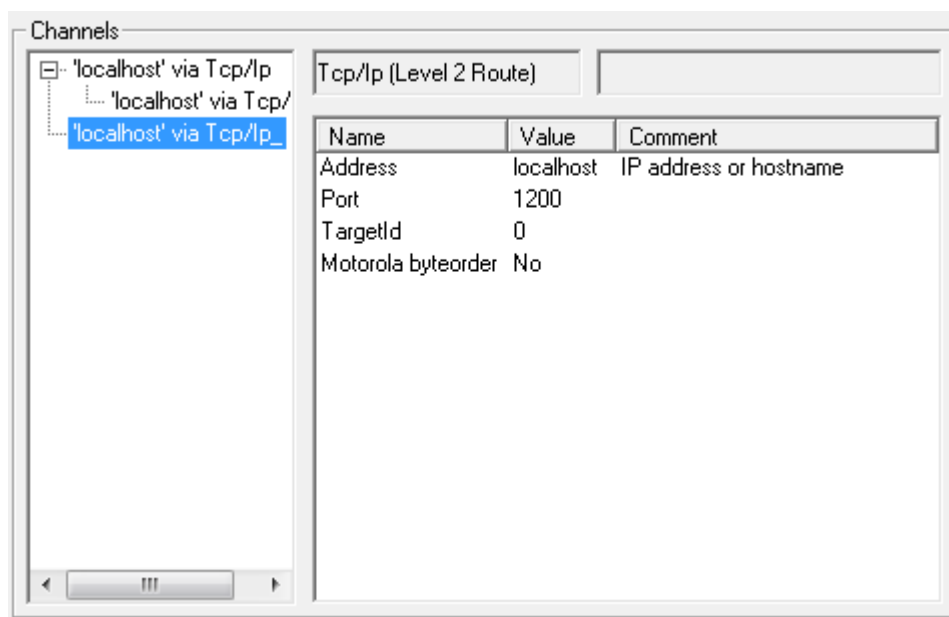 Channels
'localhost' via Tcp/Ip
'localhost' via Tcp/
'localhost' via Tcp/Ip_
Tcp/Ip (Level 2 Route)
Name Value Comment
Address localhost IP address or hostname
Port 1200
TargetId 0
Motorola byteorder No